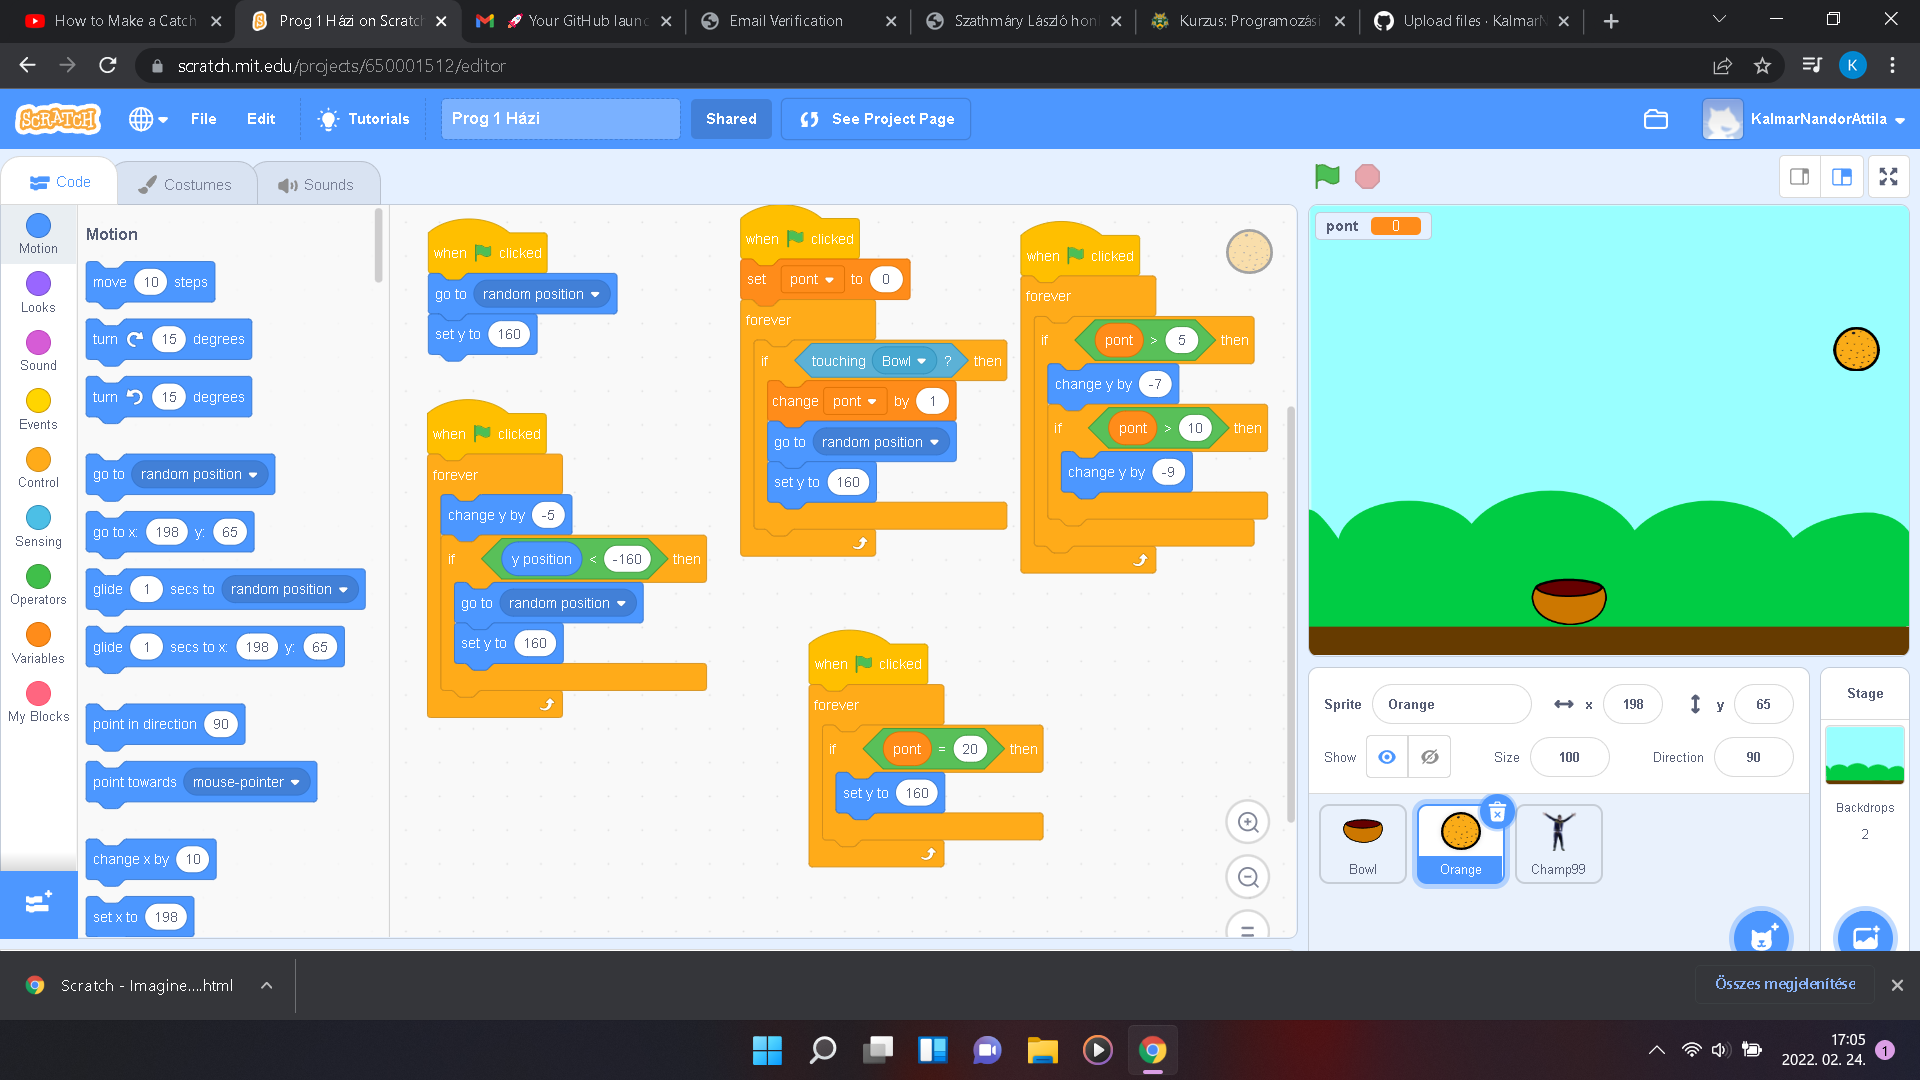 How to Make a Catch
Prog 1 Házi on Scratch
Your GitHub laun
Email Verification
Szathmáry László hon
Kurzus: Programozási
Upload files · KalmarN
scratch.mit.edu/projects/650001512/editor
K
SCRATCH
File
Edit
Tutorials
Prog 1 Házi
Shared
See Project Page
KalmarNandorAttila
Code
Costumes
Sounds
Motion
Looks
Sound
Events
Control
Sensing
Operators
Variables
My Blocks
Motion
move 10 steps
turn 15 degrees
turn 15 degrees
go to random position
go to x: 198 y: 65
glide 1 secs to random position
glide 1 secs to x: 198 y: 65
point in direction 90
point towards mouse-pointer
change x by 10
set x to 198
when clicked
go to random position
set y to 160
when clicked
forever
change y by -5
if y position < -160 then
go to random position
set y to 160
when clicked
set pont to 0
forever
if touching Bowl ? then
change pont by 1
go to random position
set y to 160
when clicked
forever
if pont > 5 then
change y by -7
if pont > 10 then
change y by -9
when clicked
forever
if pont = 20 then
set y to 160
pont 0
Sprite Orange x 198 y 65
Show Size 100 Direction 90
Bowl
Orange
Champ99
Stage
Backdrops
2
Scratch - Imagine....html
Összes megjelenítése
17:05
2022. 02. 24.
1